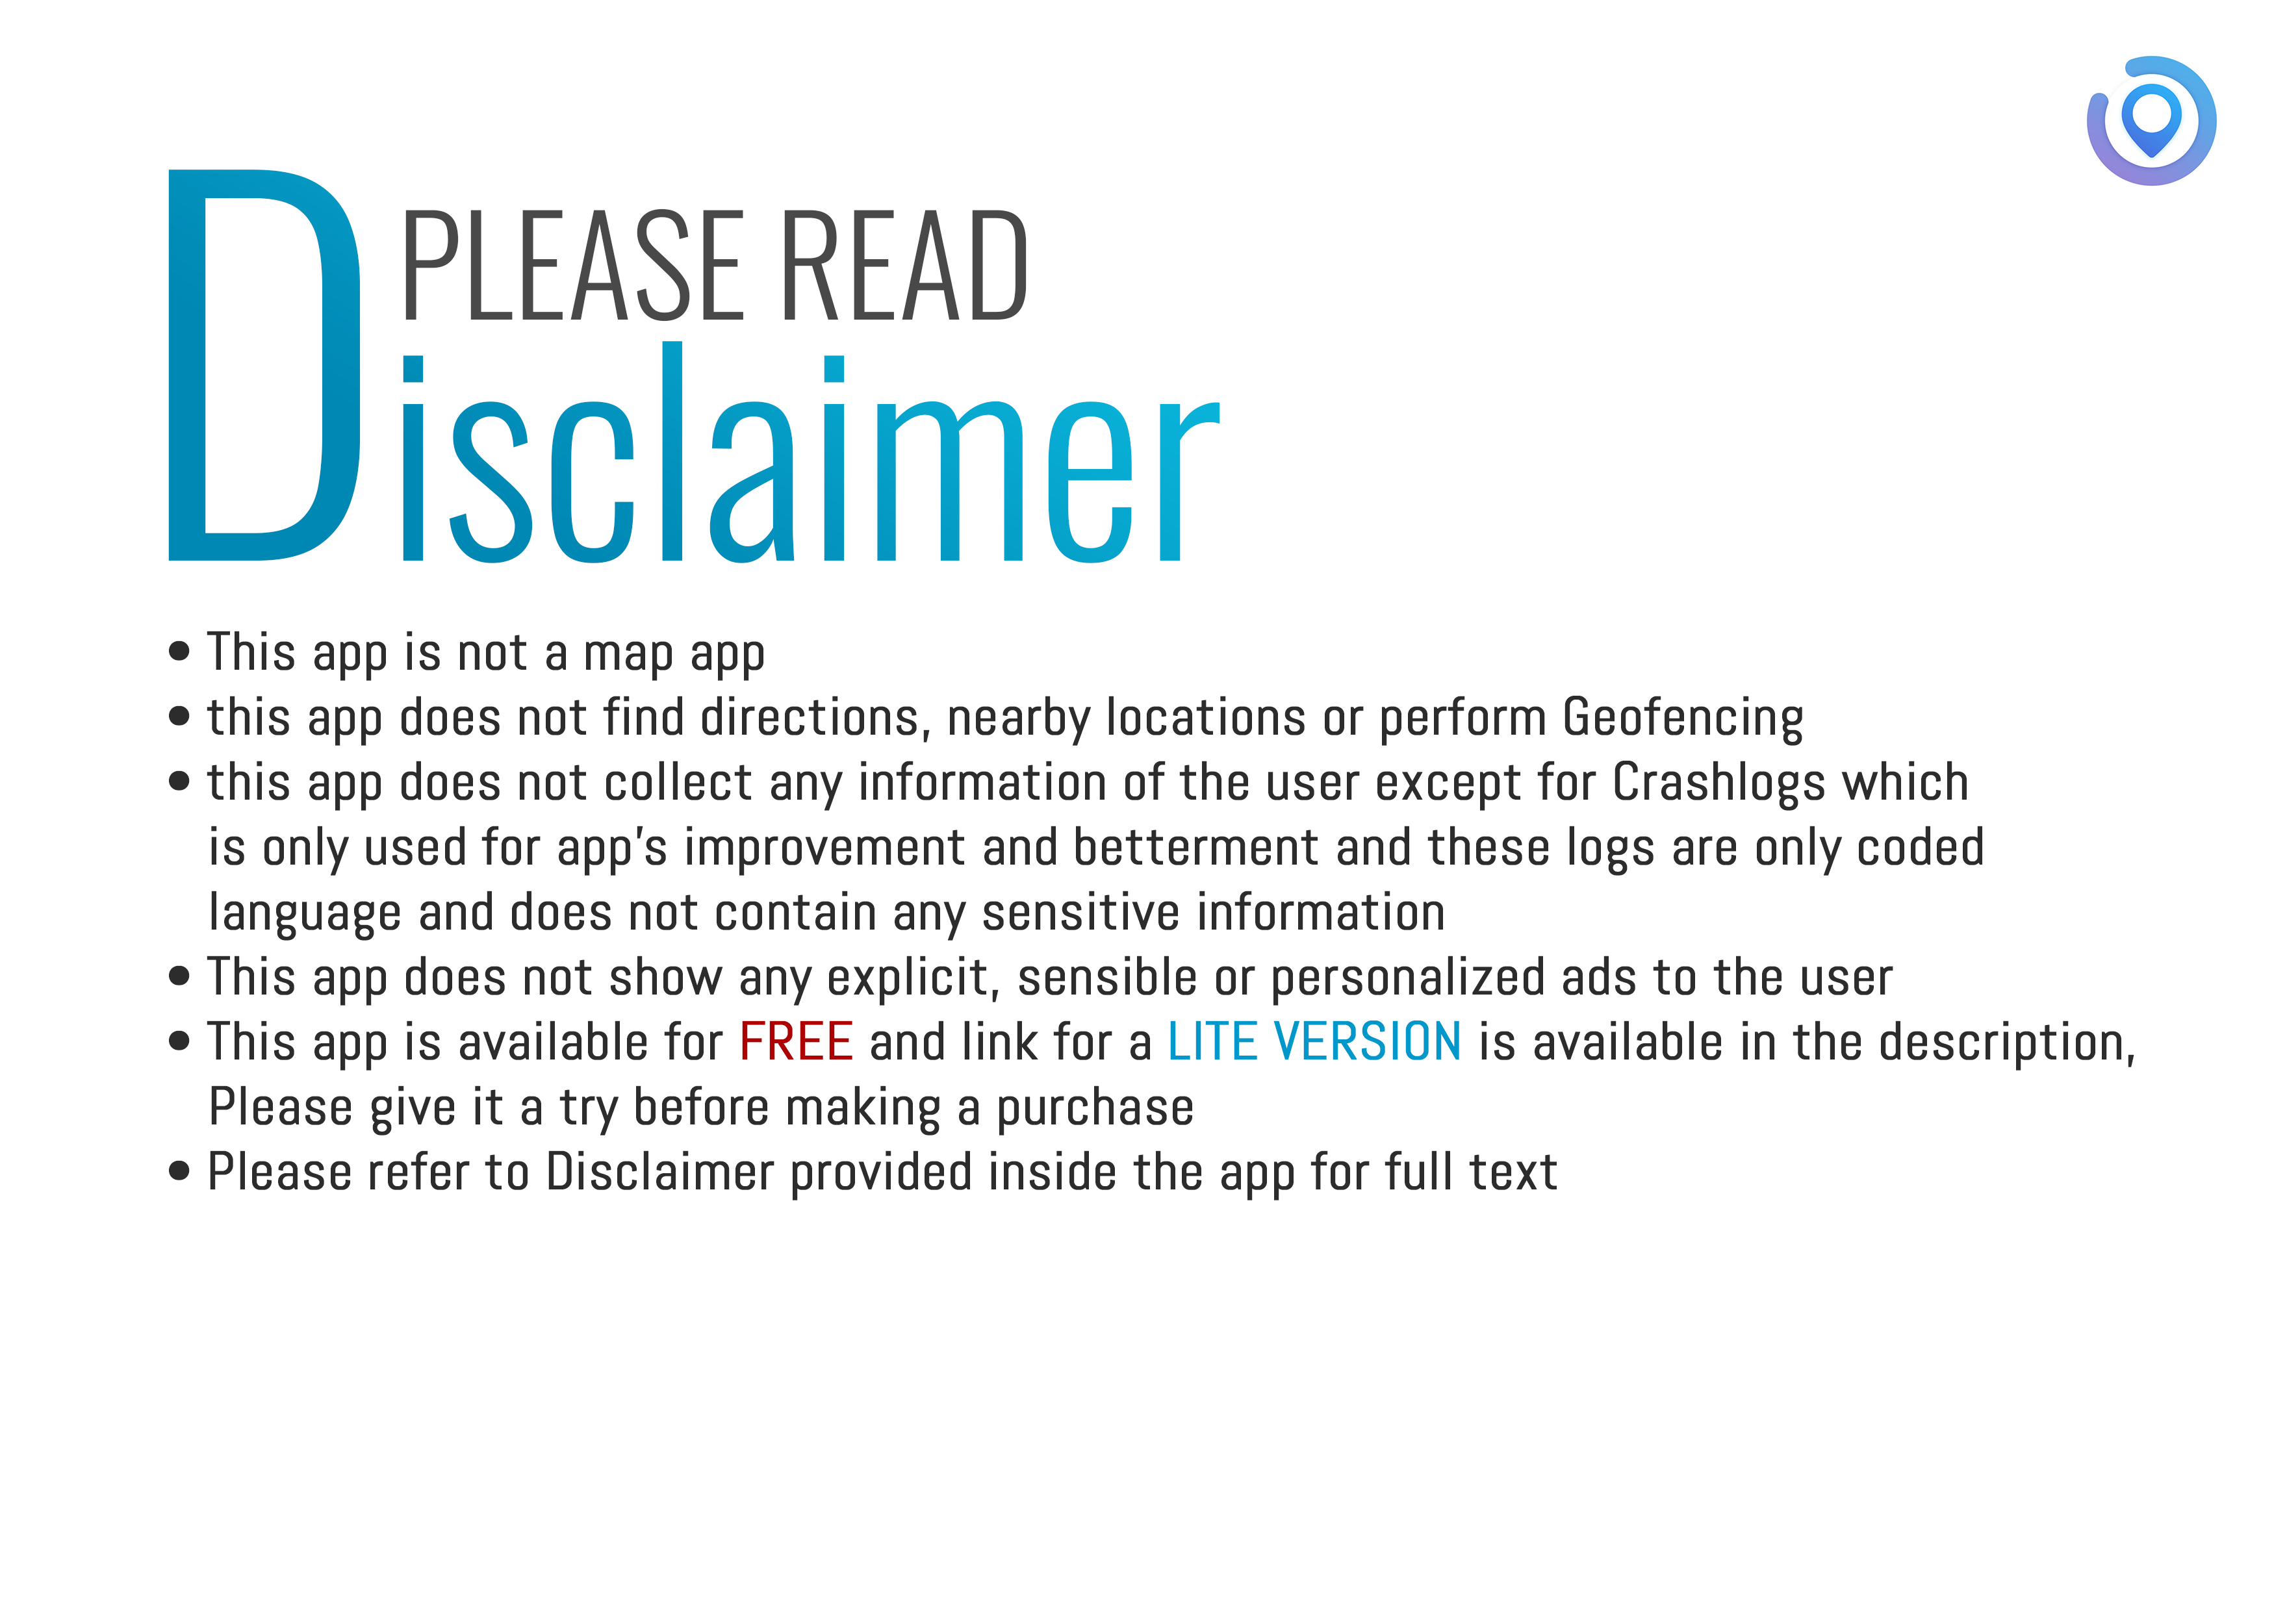 PLEASE READ
Disclaimer
• This app is not a map app
• this app does not find directions, nearby locations or perform Geofencing
• this app does not collect any information of the user except for Crashlogs which
is only used for app's improvement and betterment and these logs are only coded
language and does not contain any sensitive information
• This app does not show any explicit, sensible or personalized ads to the user
• This app is available for FREE and link for a LITE VERSION is available in the description,
Please give it a try before making a purchase
• Please refer to Disclaimer provided inside the app for full text